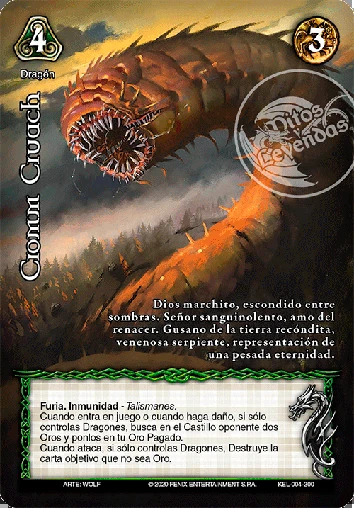 4
3
Dragón
Mitos y
Leyendas
Cromm Cruach
Dios marchito, escondido entre
sombras. Señor sanguinolento, amo del
renacer. Gusano de la tierra recóndita,
venenosa serpiente, representación de
una pesada eternidad.
Furia. Inmunidad - Talismanes.
Cuando entra en juego o cuando haga daño, si sólo
controlas Dragones, busca en el Castillo oponente dos
Oros y ponlos en tu Oro Pagado.
Cuando ataca, si sólo controlas Dragones, Destruye la
carta objetivo que no sea Oro.
ARTE: WOLF
© 2020 FENIX ENTERTAINMENT S.P.A.
KEL-004-200